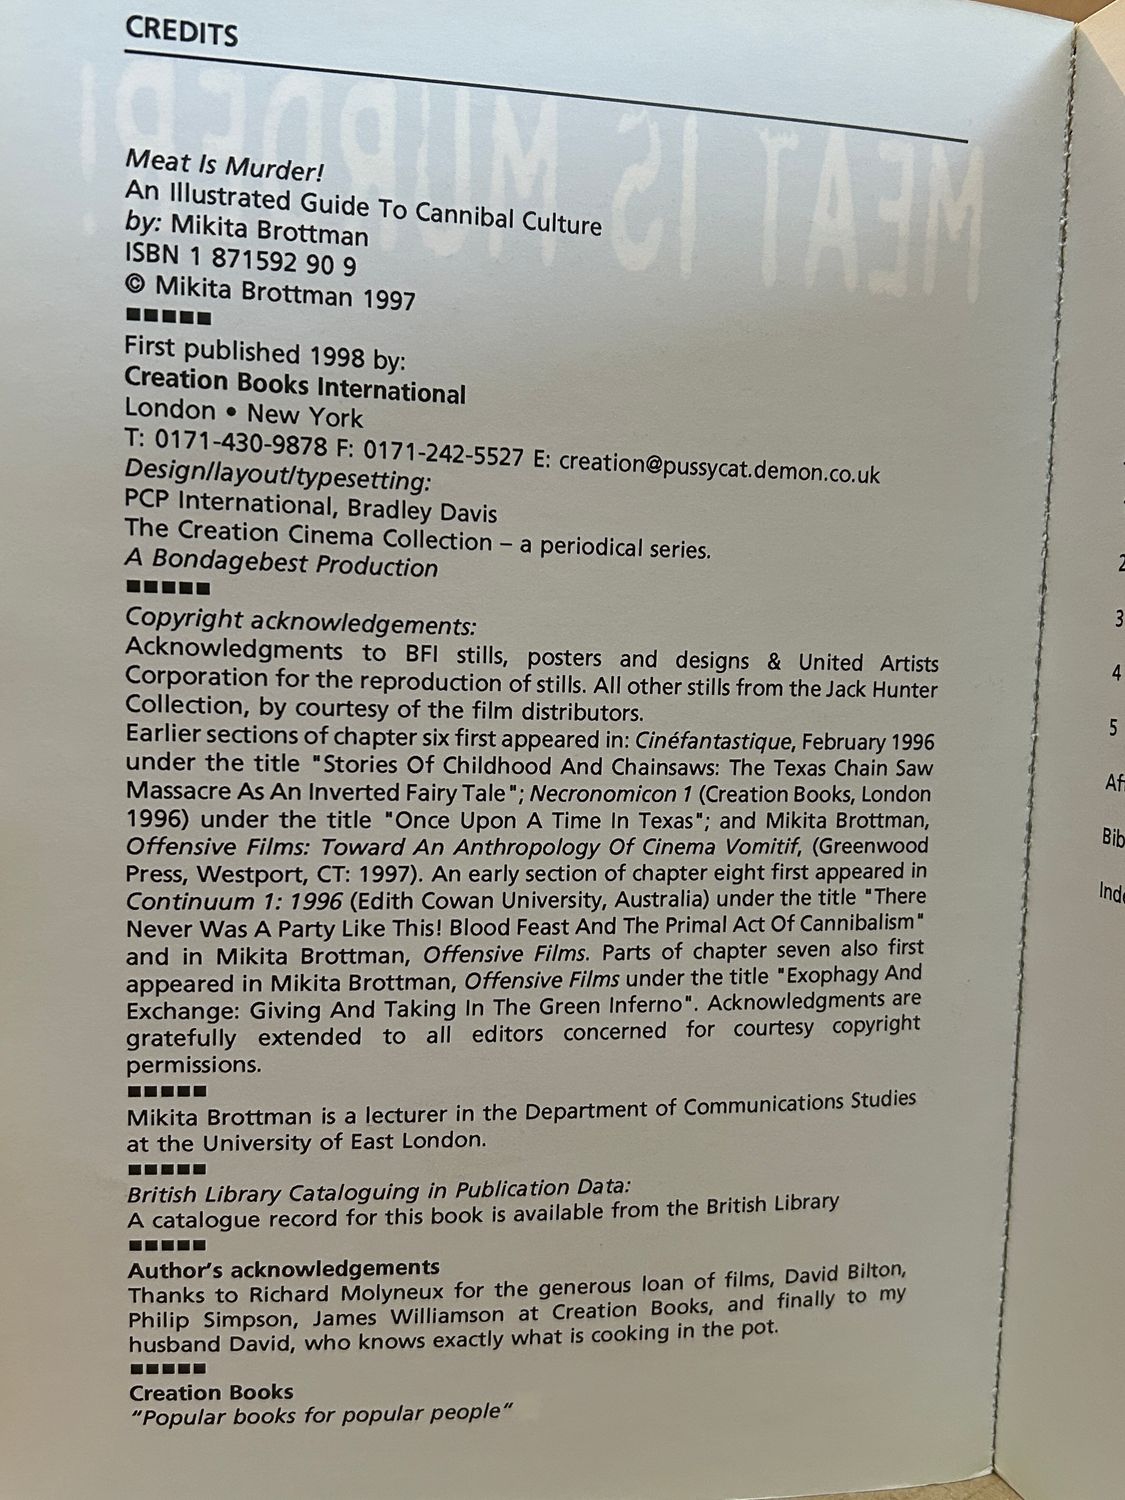 CREDITS
Meat Is Murder!
An Illustrated Guide To Cannibal Culture
by: Mikita Brottman
ISBN 1 871592 90 9
© Mikita Brottman 1997
■■■■■
First published 1998 by:
Creation Books International
London • New York
T: 0171-430-9878 F: 0171-242-5527 E: creation@pussycat.demon.co.uk
Design/layout/typesetting:
PCP International, Bradley Davis
The Creation Cinema Collection – a periodical series.
A Bondagebest Production
■■■■■
Copyright acknowledgements:
Acknowledgments to BFI stills, posters and designs & United Artists
Corporation for the reproduction of stills. All other stills from the Jack Hunter
Collection, by courtesy of the film distributors.
Earlier sections of chapter six first appeared in: Cinéfantastique, February 1996
under the title "Stories Of Childhood And Chainsaws: The Texas Chain Saw
Massacre As An Inverted Fairy Tale"; Necronomicon 1 (Creation Books, London
1996) under the title "Once Upon A Time In Texas"; and Mikita Brottman,
Offensive Films: Toward An Anthropology Of Cinema Vomitif, (Greenwood
Press, Westport, CT: 1997). An early section of chapter eight first appeared in
Continuum 1: 1996 (Edith Cowan University, Australia) under the title "There
Never Was A Party Like This! Blood Feast And The Primal Act Of Cannibalism"
and in Mikita Brottman, Offensive Films. Parts of chapter seven also first
appeared in Mikita Brottman, Offensive Films under the title "Exophagy And
Exchange: Giving And Taking In The Green Inferno". Acknowledgments are
gratefully extended to all editors concerned for courtesy copyright
permissions.
■■■■■
Mikita Brottman is a lecturer in the Department of Communications Studies
at the University of East London.
■■■■■
British Library Cataloguing in Publication Data:
A catalogue record for this book is available from the British Library
■■■■■
Author's acknowledgements
Thanks to Richard Molyneux for the generous loan of films, David Bilton,
Philip Simpson, James Williamson at Creation Books, and finally to my
husband David, who knows exactly what is cooking in the pot.
■■■■■
Creation Books
"Popular books for popular people"
MEAT IS MURDER!
2
3
4
5